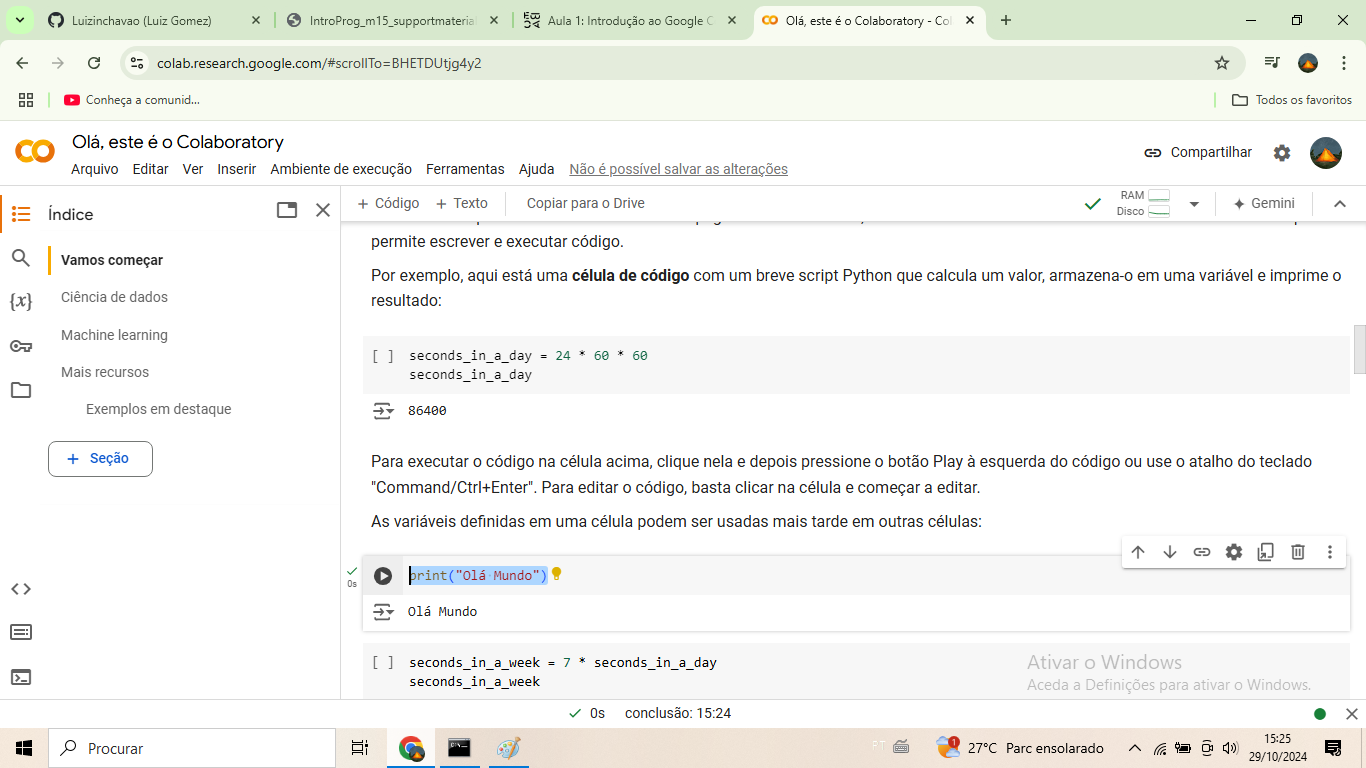 Luizinchavao (Luiz Gomez)
IntroProg_m15_supportmaterial
Aula 1: Introdução ao Google C
Olá, este é o Colaboratory - Col
colab.research.google.com/#scrollTo=BHETDUtjg4y2
Conheça a comunid...
Todos os favoritos
Olá, este é o Colaboratory
Arquivo Editar Ver Inserir Ambiente de execução Ferramentas Ajuda Não é possível salvar as alterações
Compartilhar
Índice
+ Código + Texto Copiar para o Drive
RAM
Disco
Gemini
Vamos começar
Ciência de dados
Machine learning
Mais recursos
Exemplos em destaque
+ Seção
permite escrever e executar código.
Por exemplo, aqui está uma célula de código com um breve script Python que calcula um valor, armazena-o em uma variável e imprime o
resultado:
[ ] seconds_in_a_day = 24 * 60 * 60
seconds_in_a_day
86400
Para executar o código na célula acima, clique nela e depois pressione o botão Play à esquerda do código ou use o atalho do teclado
"Command/Ctrl+Enter". Para editar o código, basta clicar na célula e começar a editar.
As variáveis definidas em uma célula podem ser usadas mais tarde em outras células:
0s
print("Olá Mundo")
Olá Mundo
[ ] seconds_in_a_week = 7 * seconds_in_a_day
seconds_in_a_week
Ativar o Windows
Aceda a Definições para ativar o Windows.
0s conclusão: 15:24
Procurar
PT
1
27°C Parc ensolarado
15:25
29/10/2024